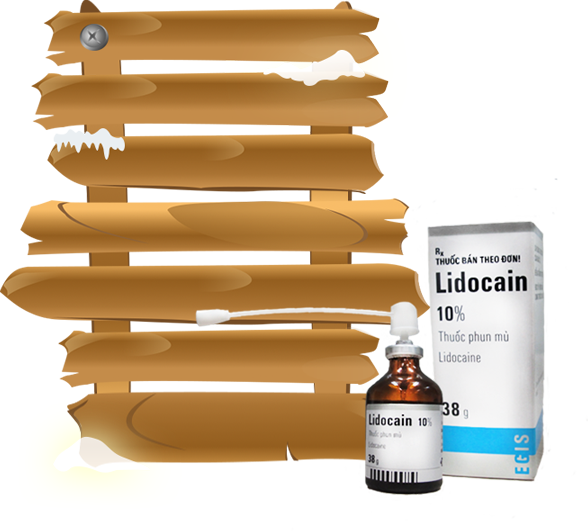 Rx
THUỐC BÁN THEO ĐƠN!
Lidocain
10%
Thuốc phun mù
Lidocaine
38 g
EGIS
Lidocain 10%
Thuốc phun mù
Lidocaine
38 g